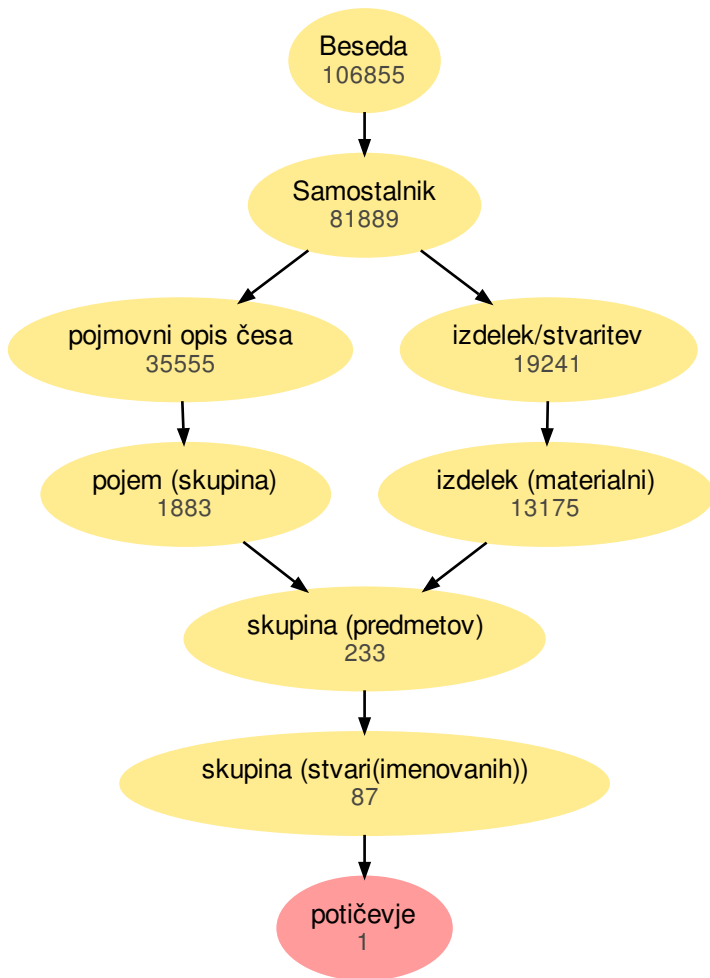 Beseda
106855
Samostalnik
81889
pojmovni opis česa
35555
izdelek/stvaritev
19241
pojem (skupina)
1883
izdelek (materialni)
13175
skupina (predmetov)
233
skupina (stvari(imenovanih))
87
potičevje
1